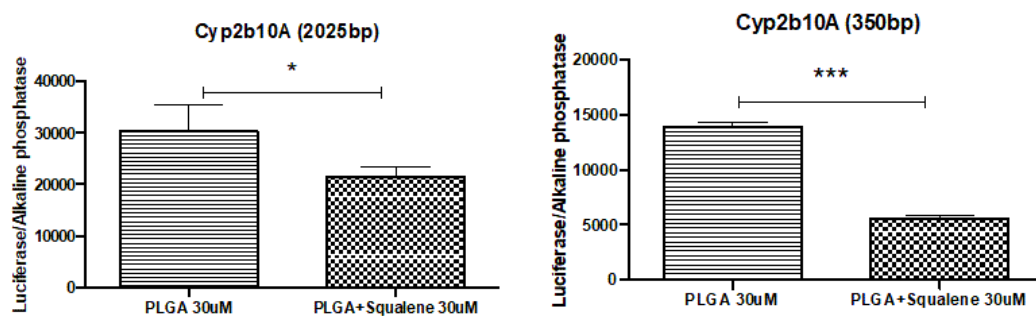 Cyp2b10A (2025bp)
*
Luciferase/Alkaline phosphatase
40000
30000
20000
10000
0
PLGA 30uM
PLGA+Squalene 30uM
Cyp2b10A (350bp)
***
Luciferase/Alkaline phosphatase
20000
15000
10000
5000
0
PLGA 30uM
PLGA+Squalene 30uM